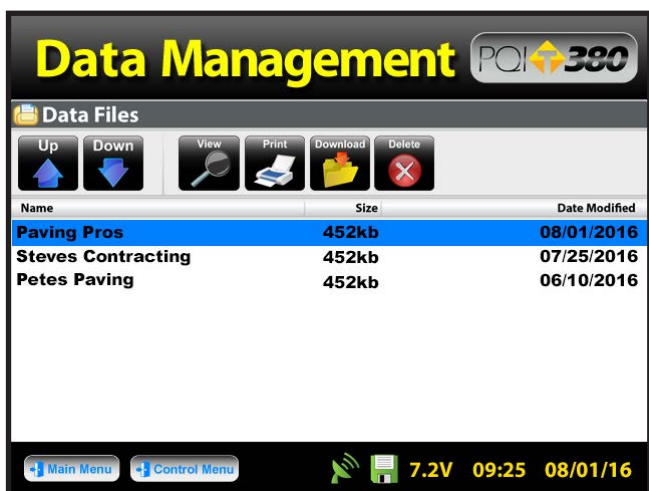 Data Management PQI 380
Data Files
Up Down View Print Download Delete
Name Size Date Modified
Paving Pros 452kb 08/01/2016
Steves Contracting 452kb 07/25/2016
Petes Paving 452kb 06/10/2016
Main Menu Control Menu 7.2V 09:25 08/01/16